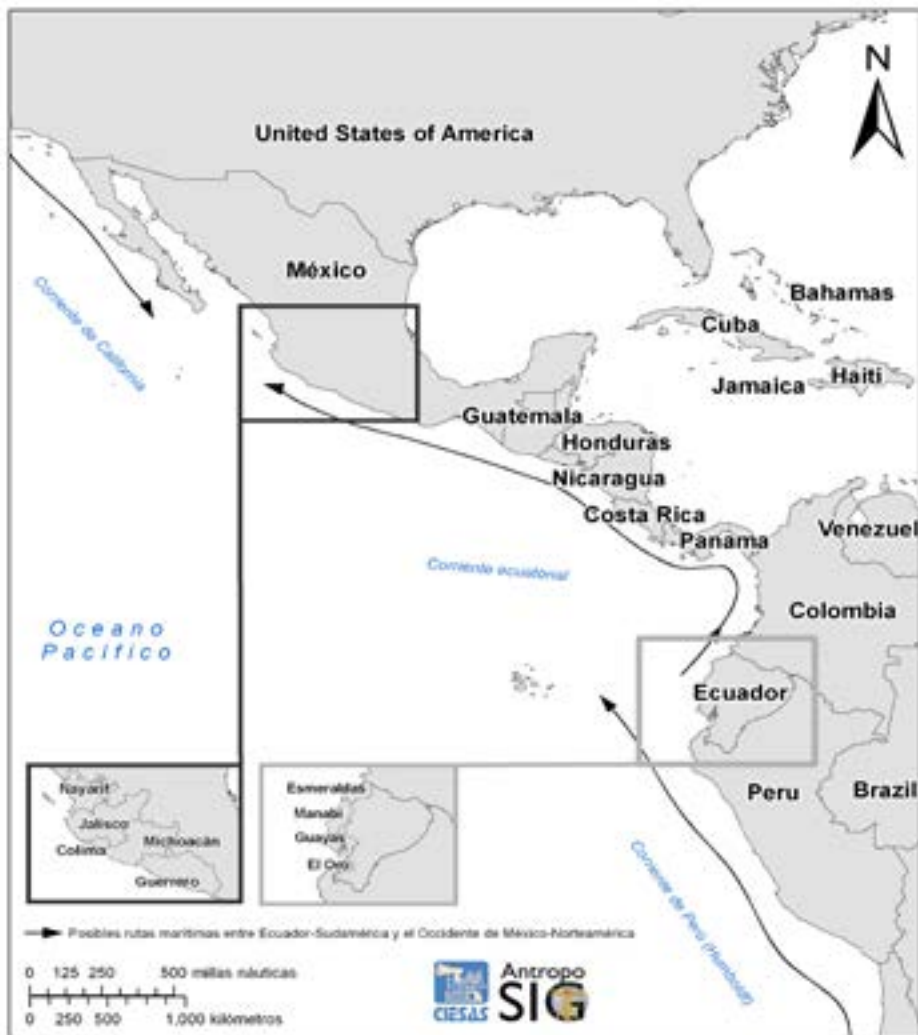 N
United States of America
México
Bahamas
Cuba
Jamaica
Haiti
Guatemala
Honduras
Nicaragua
Costa Rica
Panama
Venezuel
Colombia
Ecuador
Peru
Brazil
Corriente de California
Corriente ecuatorial
Oceano
Pacífico
Corriente de Perú (Humboldt)
Nayarit
Jalisco
Colima
Michoacán
Guerrero
Esmeraldas
Manabí
Guayas
El Oro
Posibles rutas marítimas entre Ecuador-Sudamérica y el Occidente de México-Norteamérica
0 125 250 500 millas náuticas
0 250 500 1,000 kilómetros
CIESAS
Antropo
SIG